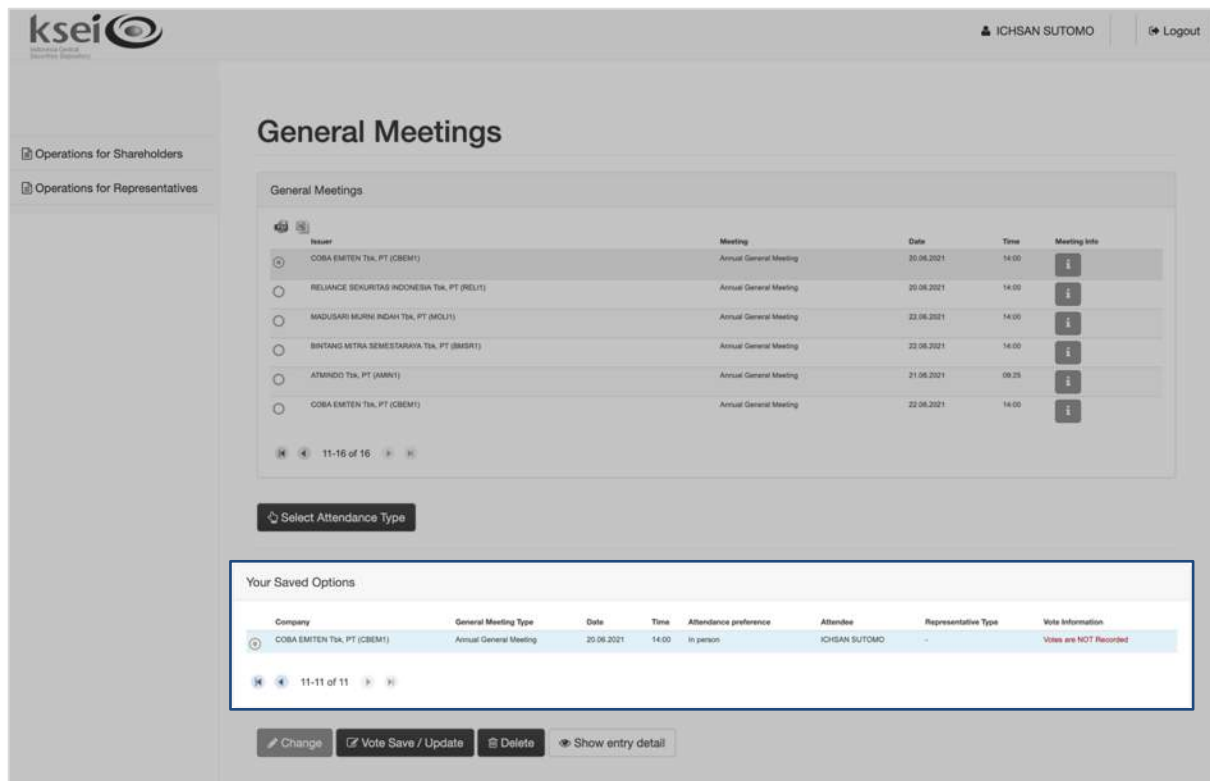 ksei
Indonesia Central
Securities Depository
ICHSAN SUTOMO
Logout
Operations for Shareholders
Operations for Representatives
General Meetings
General Meetings
Issuer Meeting Date Time Meeting Info
COBA EMITEN Tbk, PT (CBEM1) Annual General Meeting 20.06.2021 14:00 i
RELIANCE SEKURITAS INDONESIA Tbk, PT (RELI1) Annual General Meeting 20.06.2021 14:00 i
MADUSARI MURNI INDAH Tbk, PT (MOLI1) Annual General Meeting 22.06.2021 14:00 i
BINTANG MITRA SEMESTARAYA Tbk, PT (BMSR1) Annual General Meeting 22.06.2021 14:00 i
ATMINDO Tbk, PT (AMIN1) Annual General Meeting 21.06.2021 09:25 i
COBA EMITEN Tbk, PT (CBEM1) Annual General Meeting 22.06.2021 14:00 i
11-16 of 16
Select Attendance Type
Your Saved Options
Company General Meeting Type Date Time Attendance preference Attendee Representative Type Vote Information
COBA EMITEN Tbk, PT (CBEM1) Annual General Meeting 20.06.2021 14:00 In person ICHSAN SUTOMO - Votes are NOT Recorded
11-11 of 11
Change Vote Save / Update Delete Show entry detail